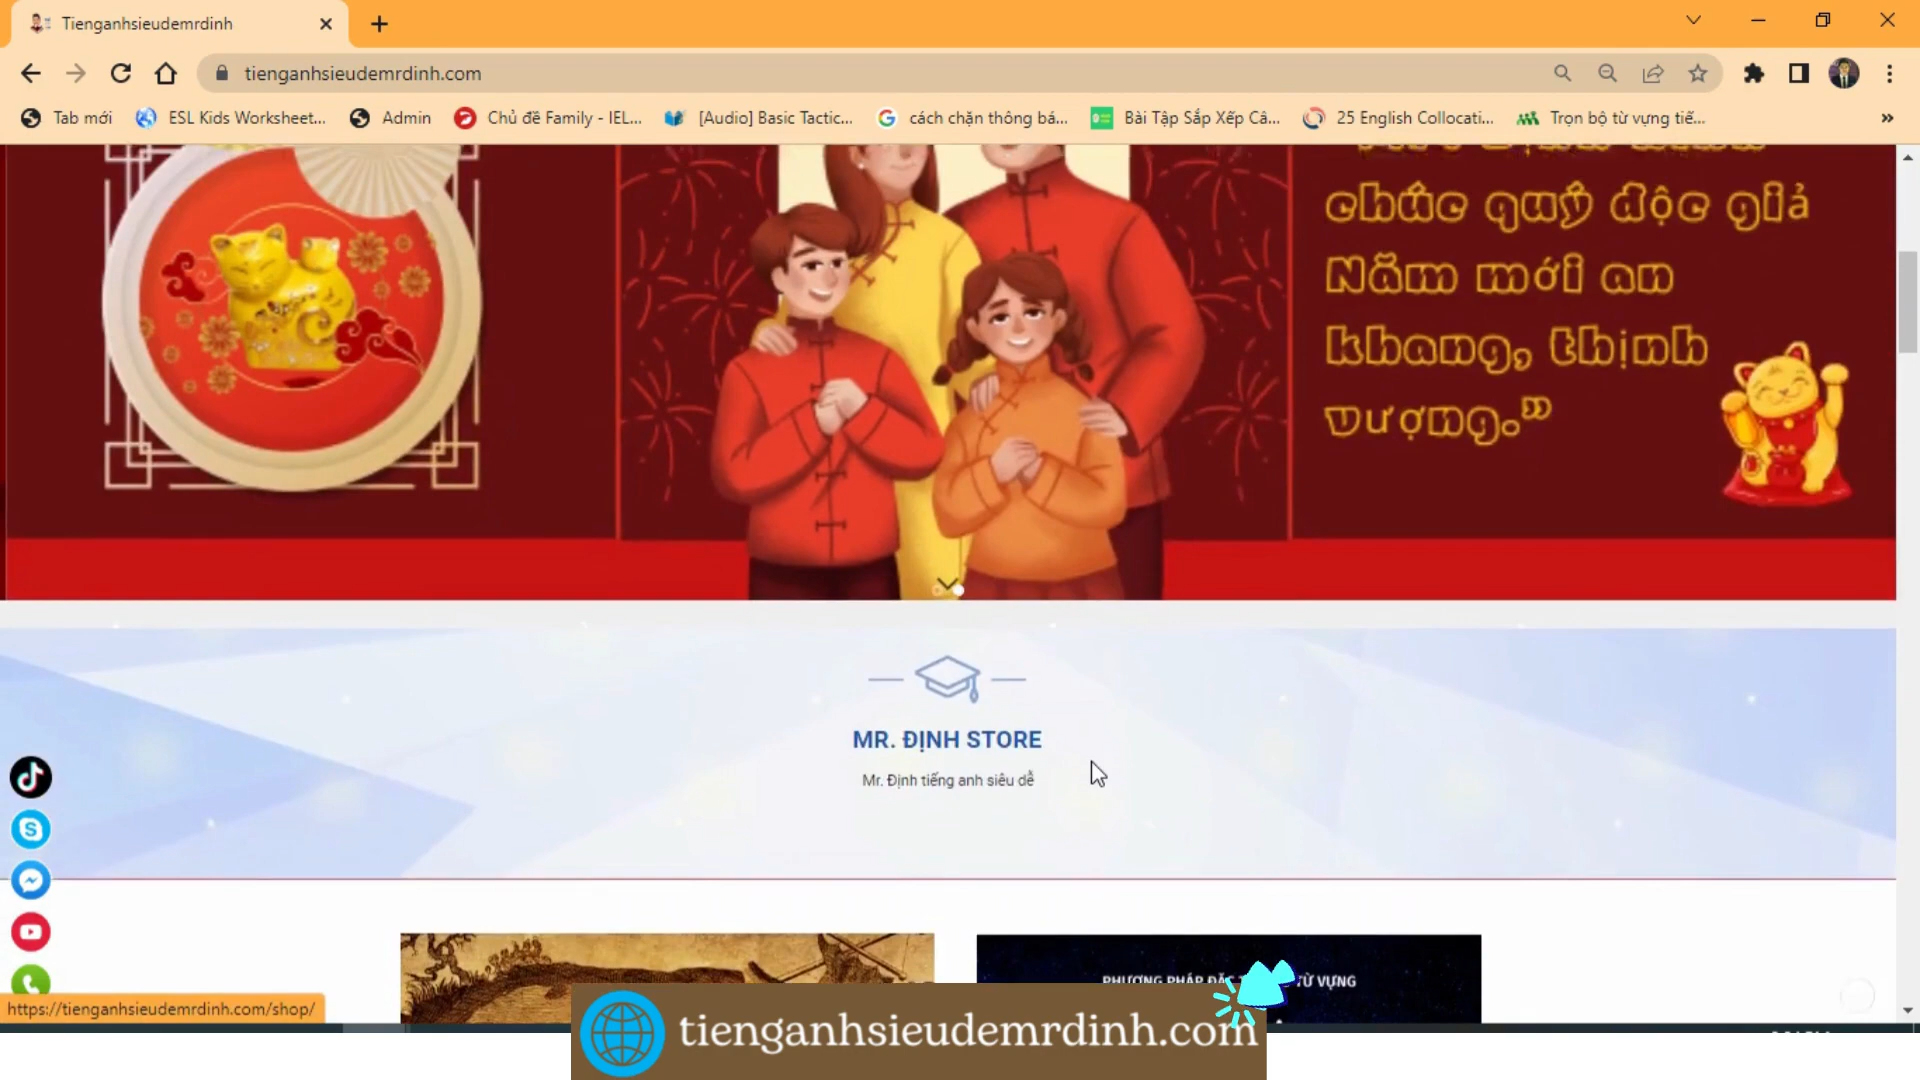 Tienganhsieudemrdinh
tienganhsieudemrdinh.com
Tab mới
ESL Kids Worksheet...
Admin
Chủ đề Family - IEL...
[Audio] Basic Tactic...
cách chặn thông bá...
Bài Tập Sắp Xếp Câ...
25 English Collocati...
Trọn bộ từ vựng tiế...
chúc quý độc giả
Năm mới an
khang, thịnh
vượng.”
MR. ĐỊNH STORE
Mr. Định tiếng anh siêu dễ
PHƯƠNG PHÁP TỪ VỰNG
https://tienganhsieudemrdinh.com/shop/
tienganhsieudemrdinh.com